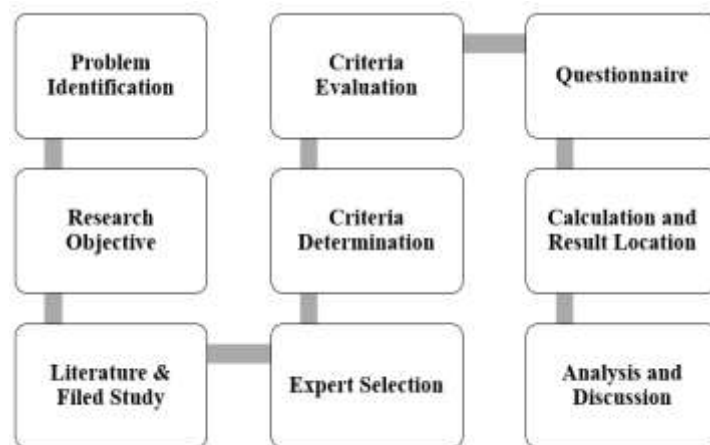 Problem
Identification
Research
Objective
Literature &
Filed Study
Expert Selection
Criteria
Determination
Criteria
Evaluation
Questionnaire
Calculation and
Result Location
Analysis and
Discussion